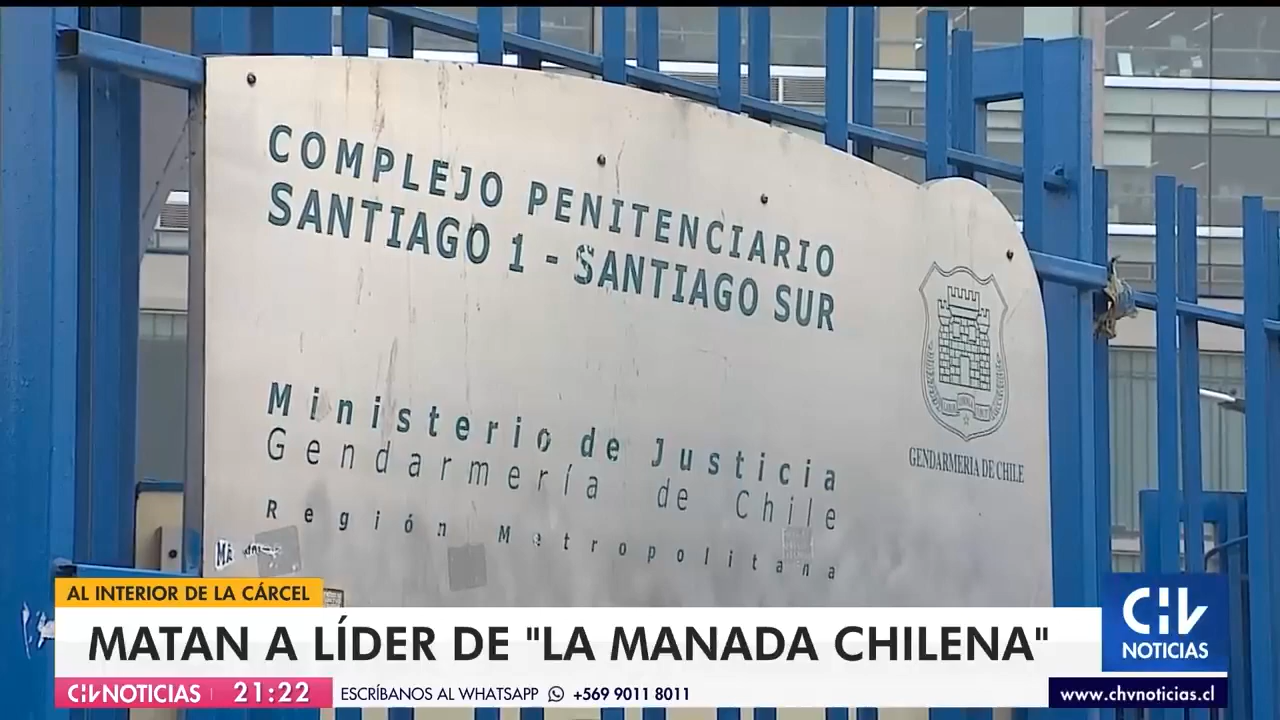 COMPLEJO PENITENCIARIO
SANTIAGO 1 - SANTIAGO SUR
Ministerio de Justicia
Gendarmería de Chile
Región Metropolitana
GENDARMERIA DE CHILE
AL INTERIOR DE LA CÁRCEL
MATAN A LÍDER DE "LA MANADA CHILENA"
CHV
NOTICIAS
CHV NOTICIAS 21:22 ESCRÍBANOS AL WHATSAPP +569 9011 8011
www.chvnoticias.cl